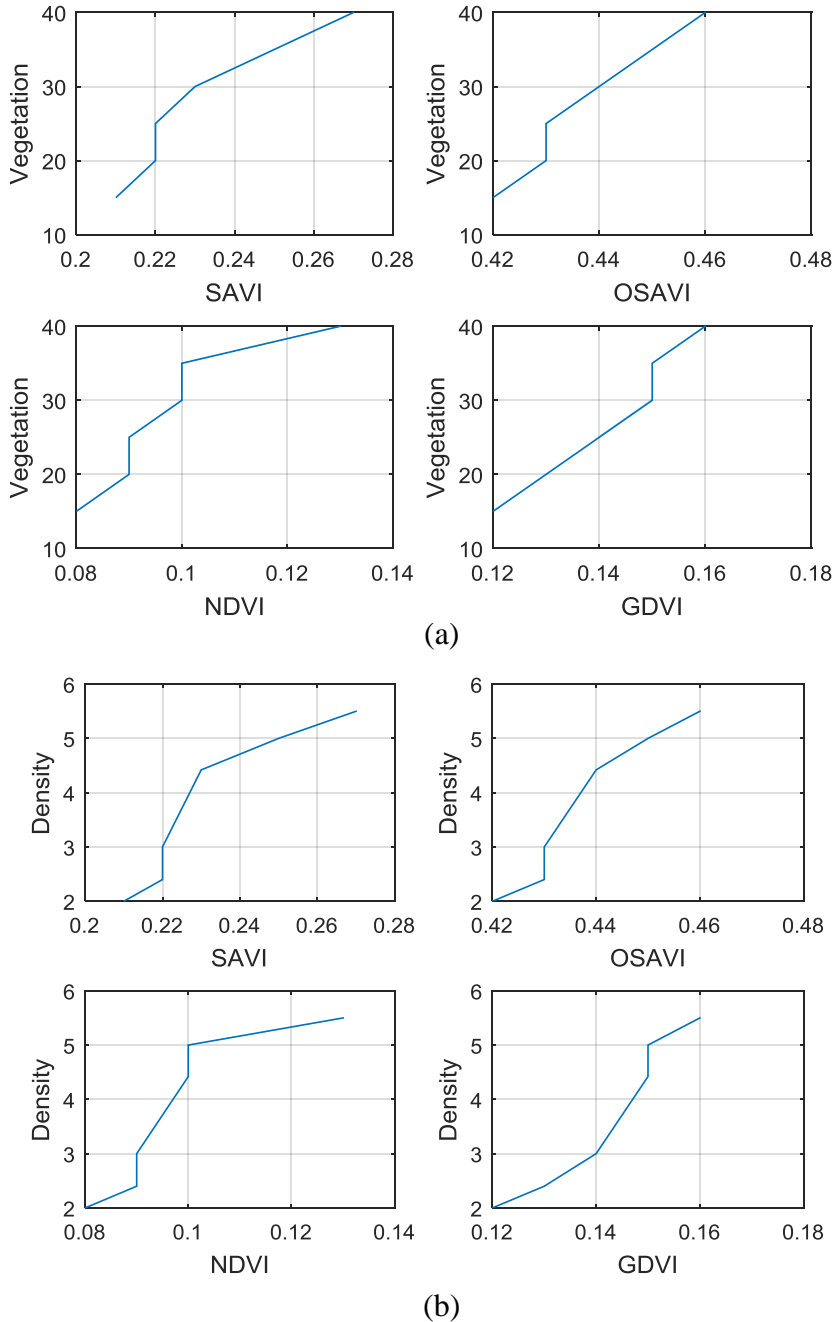 40
30
20
10
Vegetation
0.2 0.22 0.24 0.26 0.28
SAVI
40
30
20
10
Vegetation
0.42 0.44 0.46 0.48
OSAVI
40
30
20
10
Vegetation
0.08 0.1 0.12 0.14
NDVI
40
30
20
10
Vegetation
0.12 0.14 0.16 0.18
GDVI
(a)
6
5
4
3
2
Density
0.2 0.22 0.24 0.26 0.28
SAVI
6
5
4
3
2
Density
0.42 0.44 0.46 0.48
OSAVI
6
5
4
3
2
Density
0.08 0.1 0.12 0.14
NDVI
6
5
4
3
2
Density
0.12 0.14 0.16 0.18
GDVI
(b)